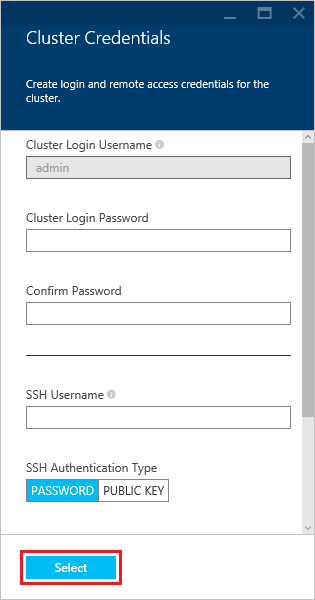 Cluster Credentials
Create login and remote access credentials for the
cluster.
Cluster Login Username
admin
Cluster Login Password
Confirm Password
SSH Username
SSH Authentication Type
PASSWORD PUBLIC KEY
Select